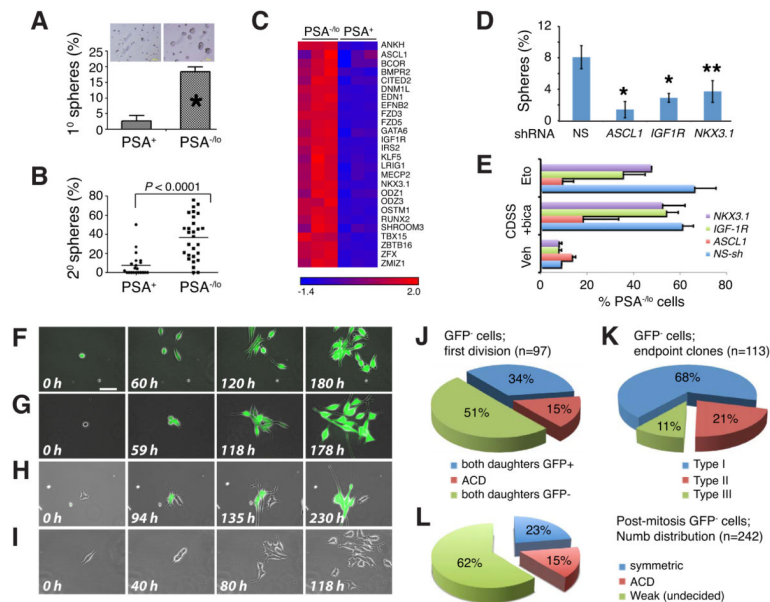 A
1⁰ spheres (%)
25
20
15
10
5
0
*
PSA⁺ PSA⁻/ˡᵒ
B
P < 0.0001
2⁰ spheres (%)
80
60
40
20
0
PSA⁺ PSA⁻/ˡᵒ
C
PSA⁻/ˡᵒ PSA⁺
ANKH
ASCL1
BCOR
BMPR2
CITED2
DNM1L
EDN1
EFNB2
FZD3
FZD5
GATA6
IGF1R
IRS2
KLF5
LRIG1
MECP2
NKX3.1
ODZ1
ODZ3
OSTM1
RUNX2
SHROOM3
TBX15
ZBTB16
ZFX
ZMIZ1
-1.4 2.0
D
Spheres (%)
12
8
4
0
* * **
shRNA NS ASCL1 IGF1R NKX3.1
E
Eto
CDSS +bica
Veh
NKX3.1
IGF-1R
ASCL1
NS-sh
0 20 40 60 80
% PSA⁻/ˡᵒ cells
F
0 h 60 h 120 h 180 h
G
0 h 59 h 118 h 178 h
H
0 h 94 h 135 h 230 h
I
0 h 40 h 80 h 118 h
J
GFP⁻ cells;
first division (n=97)
34%
15%
51%
both daughters GFP+
ACD
both daughters GFP-
K
GFP⁻ cells;
endpoint clones (n=113)
68%
21%
11%
Type I
Type II
Type III
L
23%
15%
62%
Post-mitosis GFP⁻ cells;
Numb distribution (n=242)
symmetric
ACD
Weak (undecided)